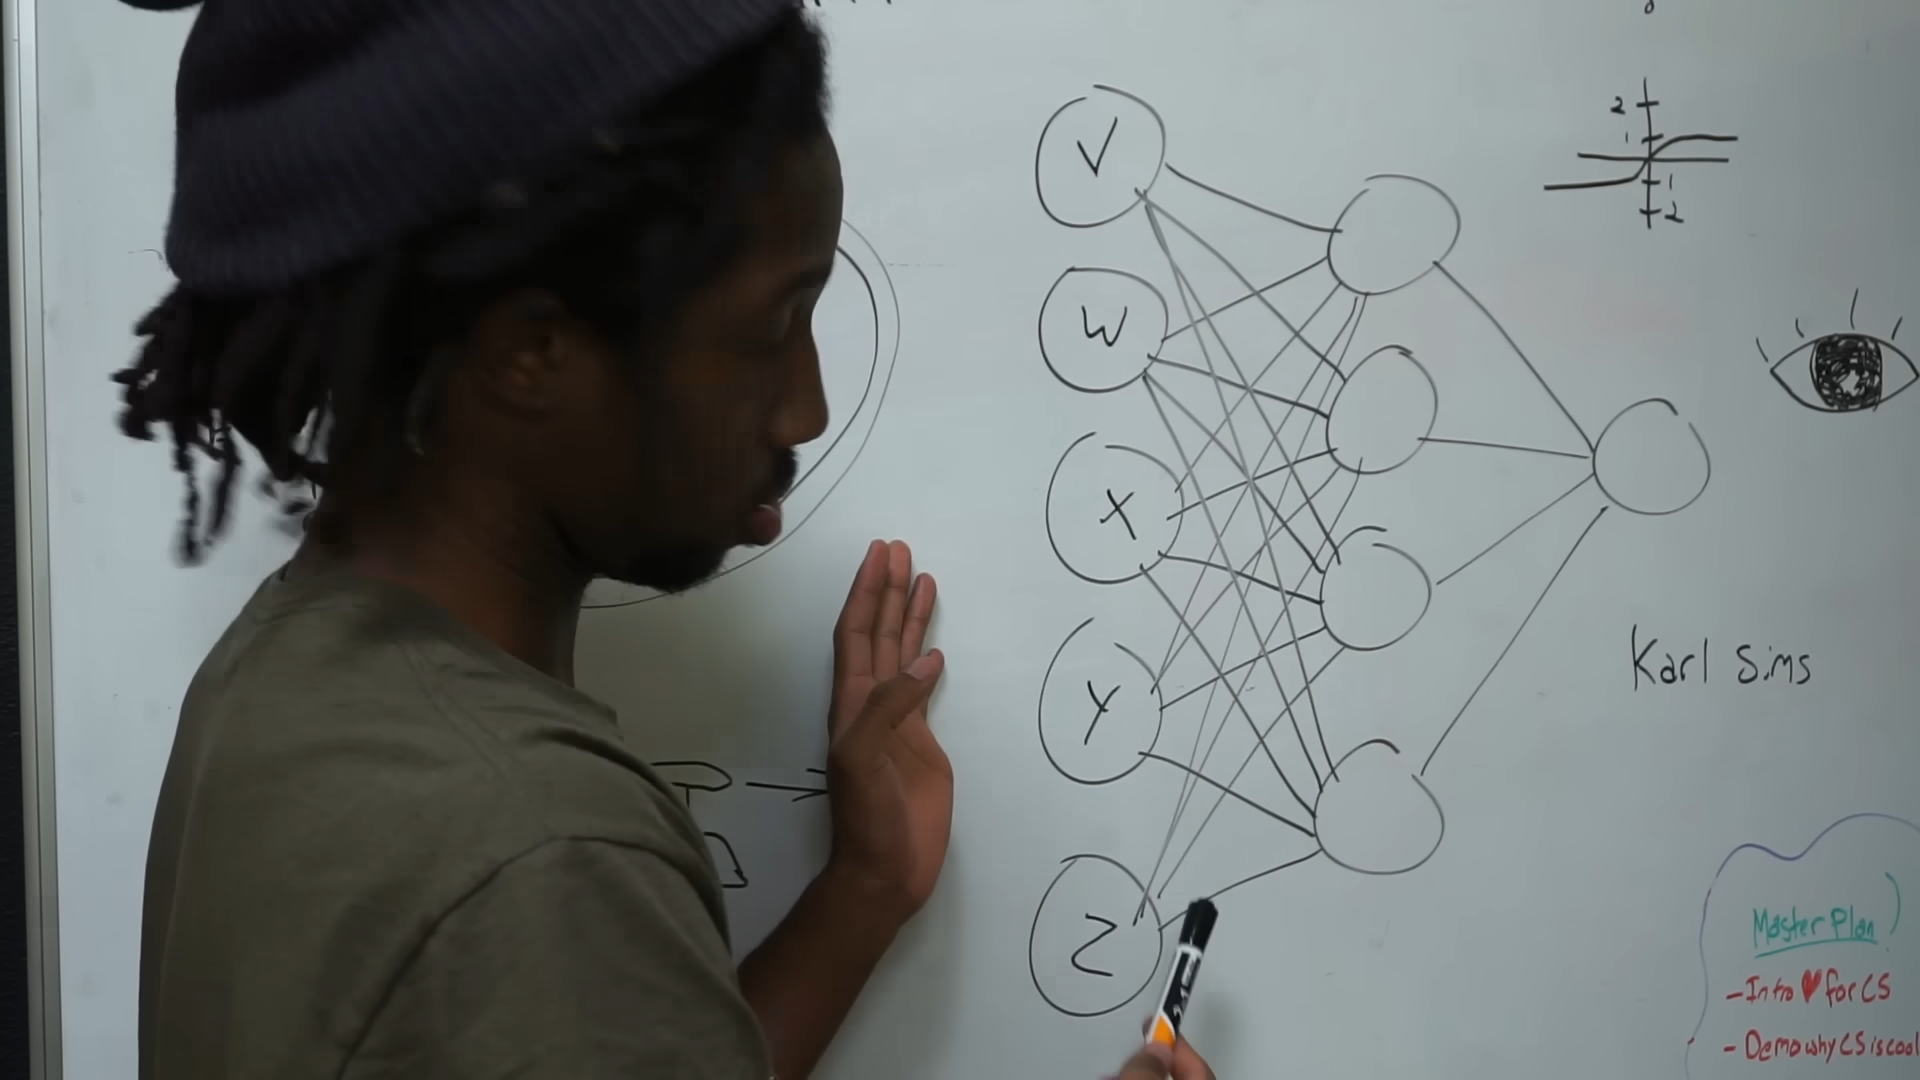 V
W
X
Y
Z
2
1
1
2
Karl Sims
Master Plan
- Intro ♥ for CS
- Demo why CS is cool